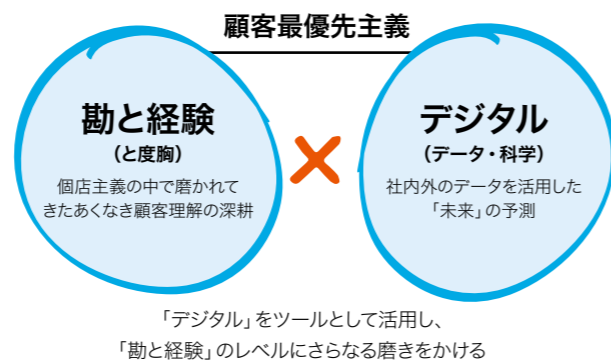 顧客最優先主義
勘と経験
（と度胸）
個店主義の中で磨かれて
きたあくなき顧客理解の深耕
デジタル
（データ・科学）
社内外のデータを活用した
「未来」の予測
「デジタル」をツールとして活用し、
「勘と経験」のレベルにさらなる磨きをかける